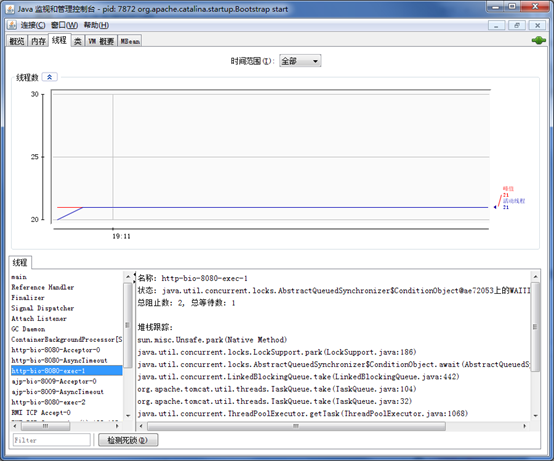 Java 监视和管理控制台 - pid: 7872 org.apache.catalina.startup.Bootstrap start
连接(C) 窗口(W) 帮助(H)
概览 内存 线程 类 VM 概要 MBean
时间范围(T): 全部
线程数
30
25
20
19:11
峰值
21
活动线程
21
线程
main
Reference Handler
Finalizer
Signal Dispatcher
Attach Listener
GC Daemon
ContainerBackgroundProcessor[S
http-bio-8080-Acceptor-0
http-bio-8080-AsyncTimeout
http-bio-8080-exec-1
ajp-bio-8009-Acceptor-0
ajp-bio-8009-AsyncTimeout
http-bio-8080-exec-2
RMI TCP Accept-0
名称: http-bio-8080-exec-1
状态: java.util.concurrent.locks.AbstractQueuedSynchronizer$ConditionObject@ae72053上的WAITI
总阻止数: 2, 总等待数: 1
堆栈跟踪:
sun.misc.Unsafe.park(Native Method)
java.util.concurrent.locks.LockSupport.park(LockSupport.java:186)
java.util.concurrent.locks.AbstractQueuedSynchronizer$ConditionObject.await(AbstractQueuedS
java.util.concurrent.LinkedBlockingQueue.take(LinkedBlockingQueue.java:442)
org.apache.tomcat.util.threads.TaskQueue.take(TaskQueue.java:104)
org.apache.tomcat.util.threads.TaskQueue.take(TaskQueue.java:32)
java.util.concurrent.ThreadPoolExecutor.getTask(ThreadPoolExecutor.java:1068)
Filter
检测死锁(D)